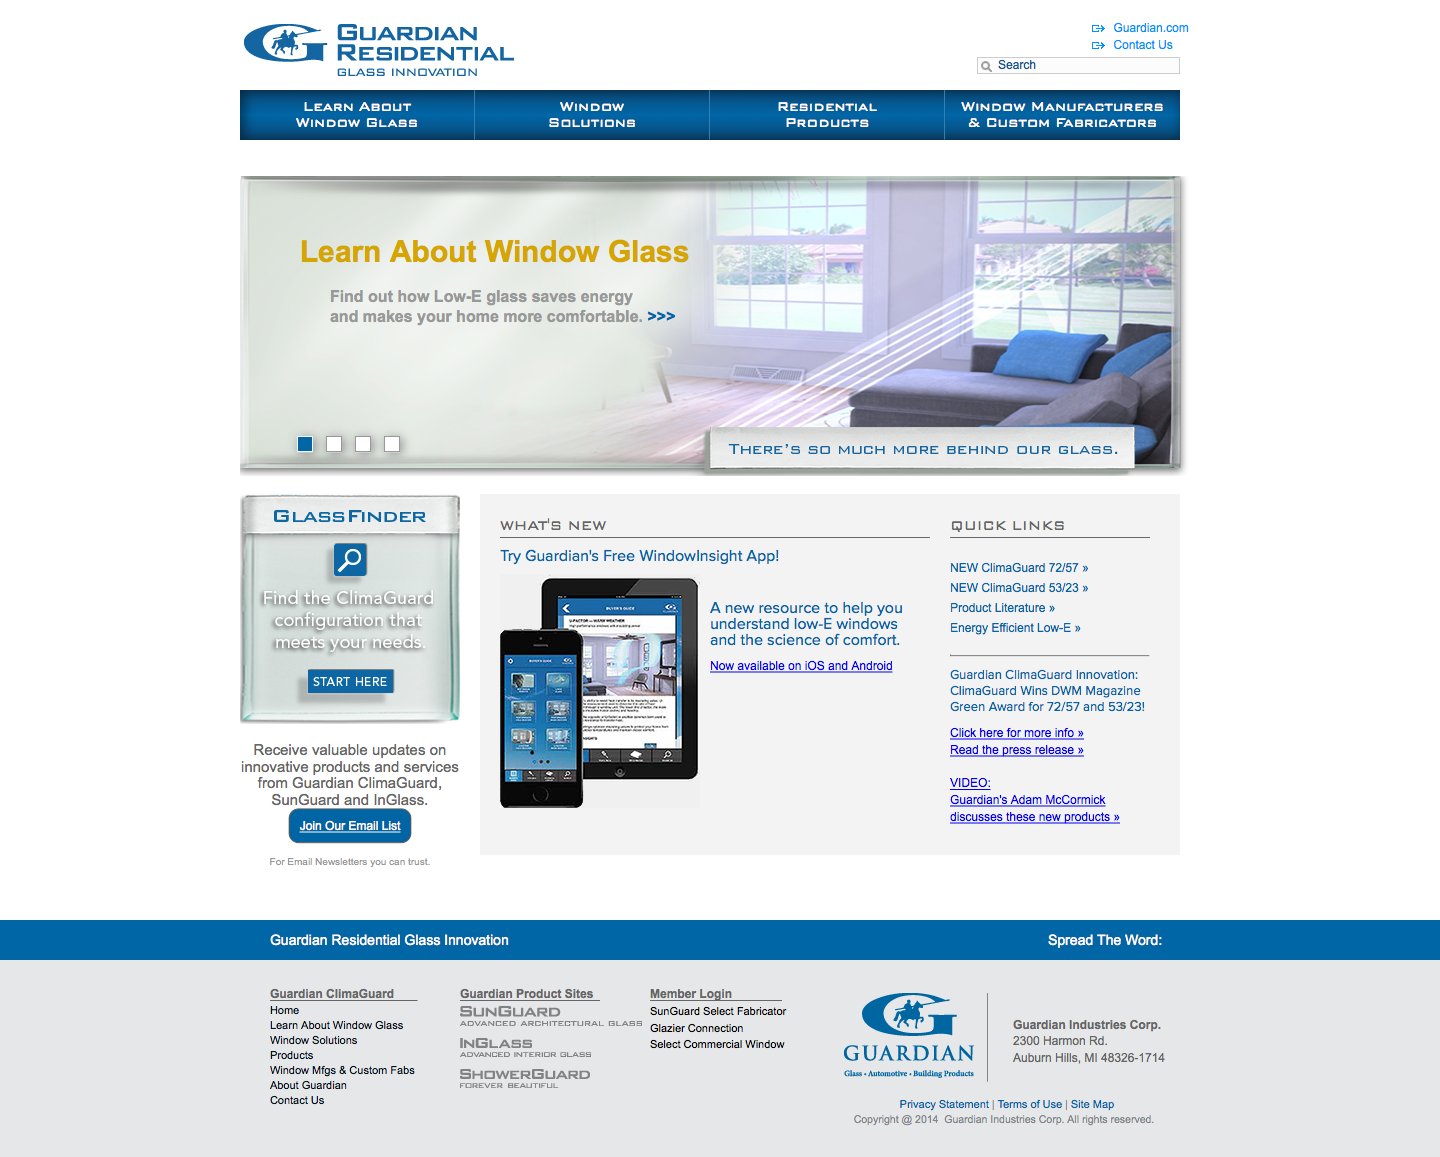 GUARDIAN
RESIDENTIAL
GLASS INNOVATION
Guardian.com
Contact Us
Search
LEARN ABOUT
WINDOW GLASS
WINDOW
SOLUTIONS
RESIDENTIAL
PRODUCTS
WINDOW MANUFACTURERS
& CUSTOM FABRICATORS
Learn About Window Glass
Find out how Low-E glass saves energy
and makes your home more comfortable. >>>
THERE'S SO MUCH MORE BEHIND OUR GLASS.
GLASSFINDER
Find the ClimaGuard
configuration that
meets your needs.
START HERE
Receive valuable updates on
innovative products and services
from Guardian ClimaGuard,
SunGuard and InGlass.
Join Our Email List
For Email Newsletters you can trust.
WHAT'S NEW
Try Guardian's Free WindowInsight App!
BUYER'S GUIDE
U-FACTOR — WARM WEATHER
BUYER'S GUIDE
A new resource to help you
understand low-E windows
and the science of comfort.
Now available on iOS and Android
QUICK LINKS
NEW ClimaGuard 72/57 »
NEW ClimaGuard 53/23 »
Product Literature »
Energy Efficient Low-E »
Guardian ClimaGuard Innovation:
ClimaGuard Wins DWM Magazine
Green Award for 72/57 and 53/23!
Click here for more info »
Read the press release »
VIDEO:
Guardian's Adam McCormick
discusses these new products »
Guardian Residential Glass Innovation
Spread The Word:
Guardian ClimaGuard
Home
Learn About Window Glass
Window Solutions
Products
Window Mfgs & Custom Fabs
About Guardian
Contact Us
Guardian Product Sites
SUNGUARD
ADVANCED ARCHITECTURAL GLASS
INGLASS
ADVANCED INTERIOR GLASS
SHOWERGUARD
FOREVER BEAUTIFUL
Member Login
SunGuard Select Fabricator
Glazier Connection
Select Commercial Window
GUARDIAN
Glass • Automotive • Building Products
Guardian Industries Corp.
2300 Harmon Rd.
Auburn Hills, MI 48326-1714
Privacy Statement | Terms of Use | Site Map
Copyright @ 2014 Guardian Industries Corp. All rights reserved.